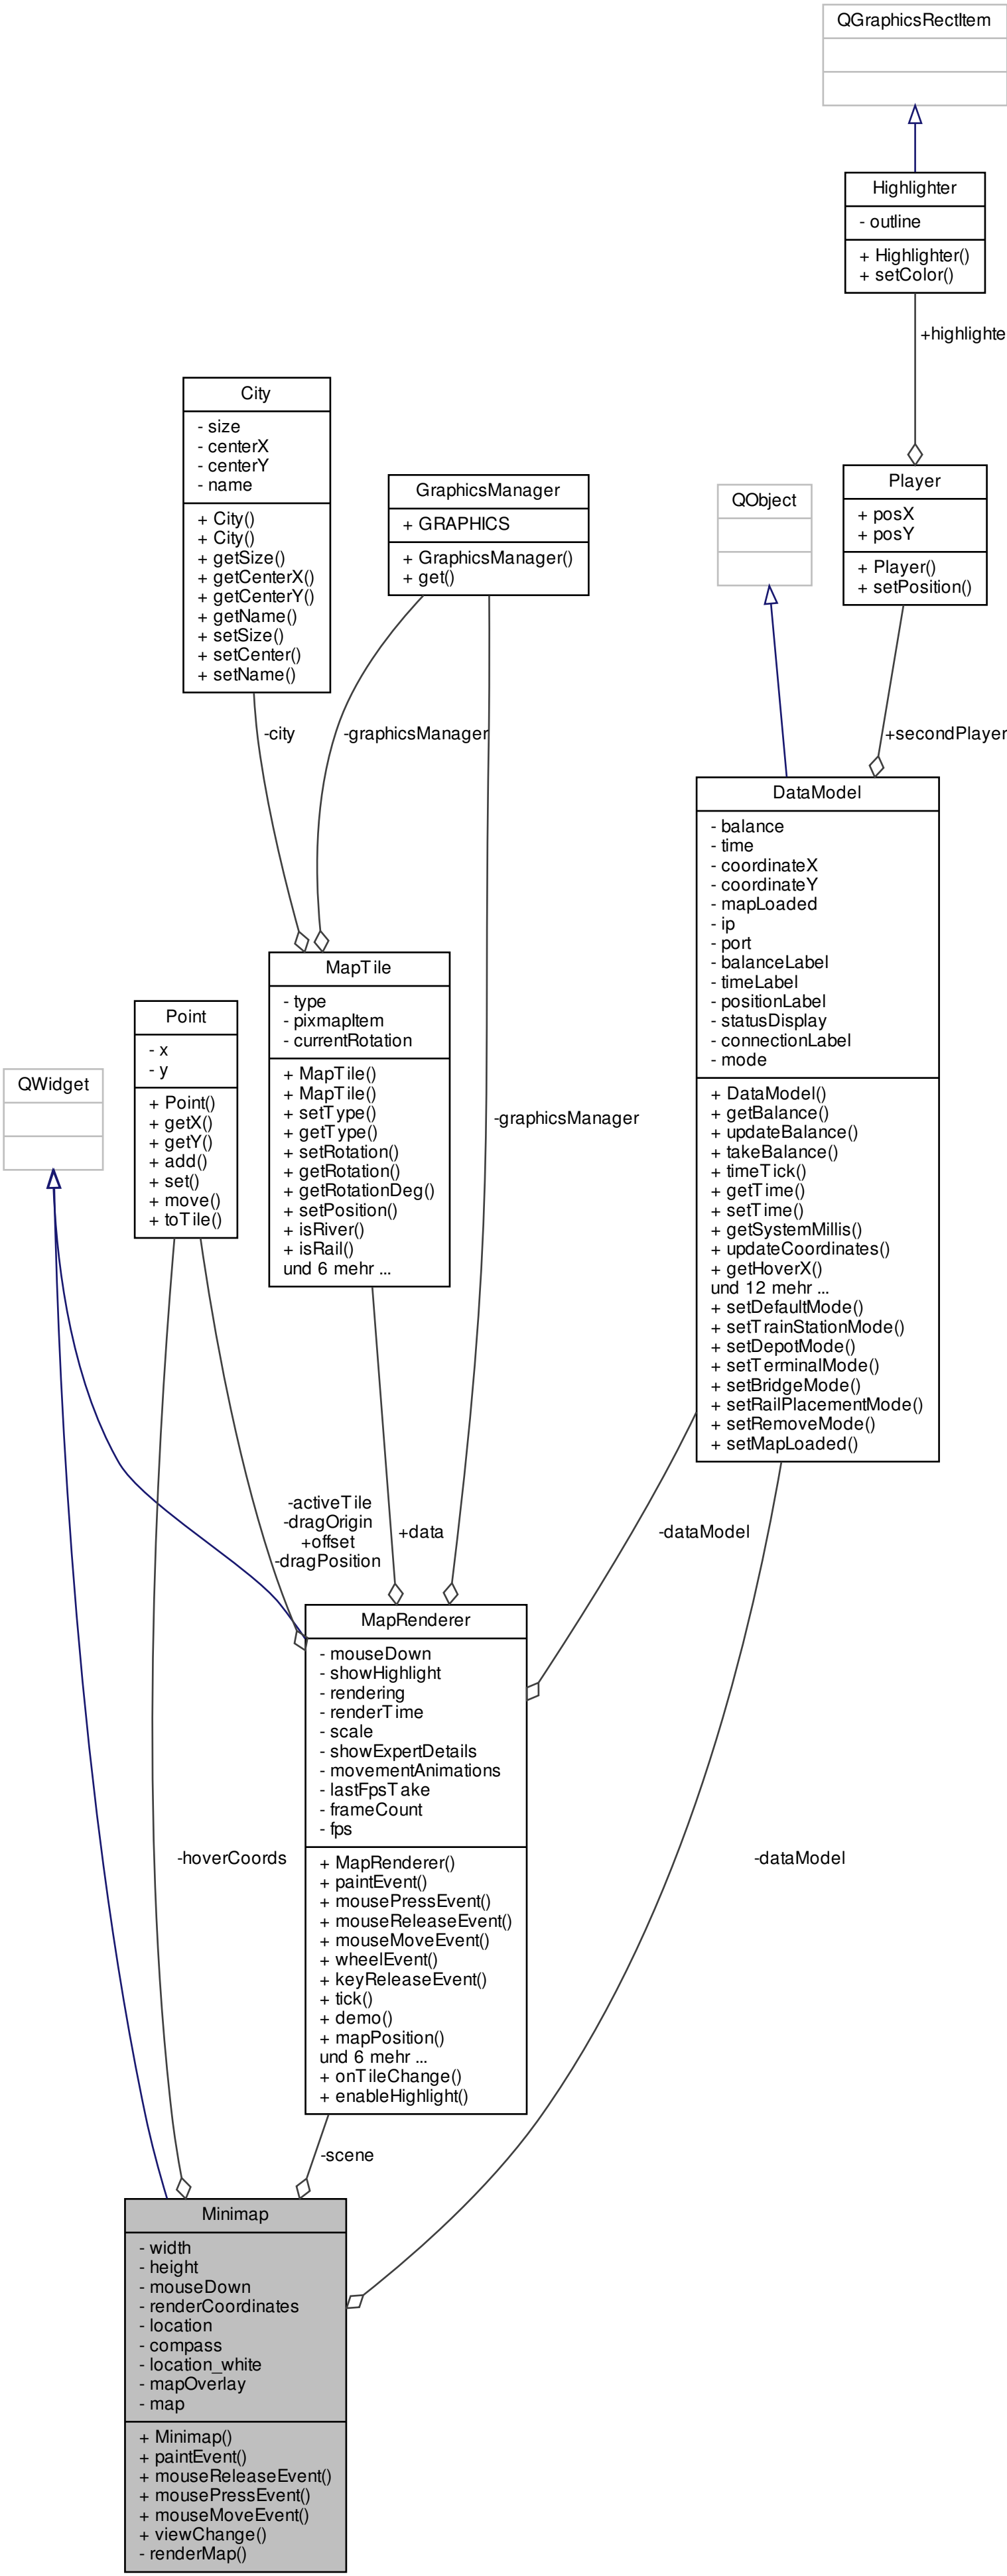 QGraphicsRectItem
Highlighter
- outline
+ Highlighter()
+ setColor()
+highlighte
City
- size
- centerX
- centerY
- name
+ City()
+ City()
+ getSize()
+ getCenterX()
+ getCenterY()
+ getName()
+ setSize()
+ setCenter()
+ setName()
GraphicsManager
+ GRAPHICS
+ GraphicsManager()
+ get()
QObject
Player
+ posX
+ posY
+ Player()
+ setPosition()
-city
-graphicsManager
+secondPlayer
DataModel
- balance
- time
- coordinateX
- coordinateY
- mapLoaded
- ip
- port
- balanceLabel
- timeLabel
- positionLabel
- statusDisplay
- connectionLabel
- mode
+ DataModel()
+ getBalance()
+ updateBalance()
+ takeBalance()
+ timeTick()
+ getTime()
+ setTime()
+ getSystemMillis()
+ updateCoordinates()
+ getHoverX()
und 12 mehr ...
+ setDefaultMode()
+ setTrainStationMode()
+ setDepotMode()
+ setTerminalMode()
+ setBridgeMode()
+ setRailPlacementMode()
+ setRemoveMode()
+ setMapLoaded()
MapTile
- type
- pixmapItem
- currentRotation
+ MapTile()
+ MapTile()
+ setType()
+ getType()
+ setRotation()
+ getRotation()
+ getRotationDeg()
+ setPosition()
+ isRiver()
+ isRail()
und 6 mehr ...
Point
- x
- y
+ Point()
+ getX()
+ getY()
+ add()
+ set()
+ move()
+ toTile()
QWidget
-graphicsManager
-activeTile
-dragOrigin
+offset
-dragPosition
+data
-dataModel
MapRenderer
- mouseDown
- showHighlight
- rendering
- renderTime
- scale
- showExpertDetails
- movementAnimations
- lastFpsTake
- frameCount
- fps
+ MapRenderer()
+ paintEvent()
+ mousePressEvent()
+ mouseReleaseEvent()
+ mouseMoveEvent()
+ wheelEvent()
+ keyReleaseEvent()
+ tick()
+ demo()
+ mapPosition()
und 6 mehr ...
+ onTileChange()
+ enableHighlight()
-hoverCoords
-dataModel
-scene
Minimap
- width
- height
- mouseDown
- renderCoordinates
- location
- compass
- location_white
- mapOverlay
- map
+ Minimap()
+ paintEvent()
+ mouseReleaseEvent()
+ mousePressEvent()
+ mouseMoveEvent()
+ viewChange()
- renderMap()